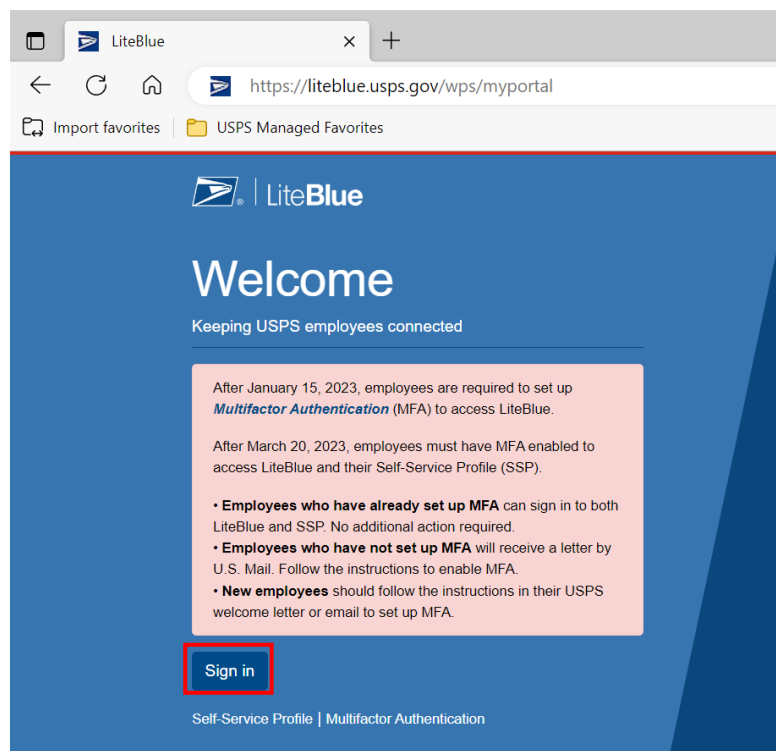 LiteBlue
https://liteblue.usps.gov/wps/myportal
Import favorites
USPS Managed Favorites
® LiteBlue
Welcome
Keeping USPS employees connected
After January 15, 2023, employees are required to set up
Multifactor Authentication (MFA) to access LiteBlue.
After March 20, 2023, employees must have MFA enabled to
access LiteBlue and their Self-Service Profile (SSP).
• Employees who have already set up MFA can sign in to both
LiteBlue and SSP. No additional action required.
• Employees who have not set up MFA will receive a letter by
U.S. Mail. Follow the instructions to enable MFA.
• New employees should follow the instructions in their USPS
welcome letter or email to set up MFA.
Sign in
Self-Service Profile | Multifactor Authentication